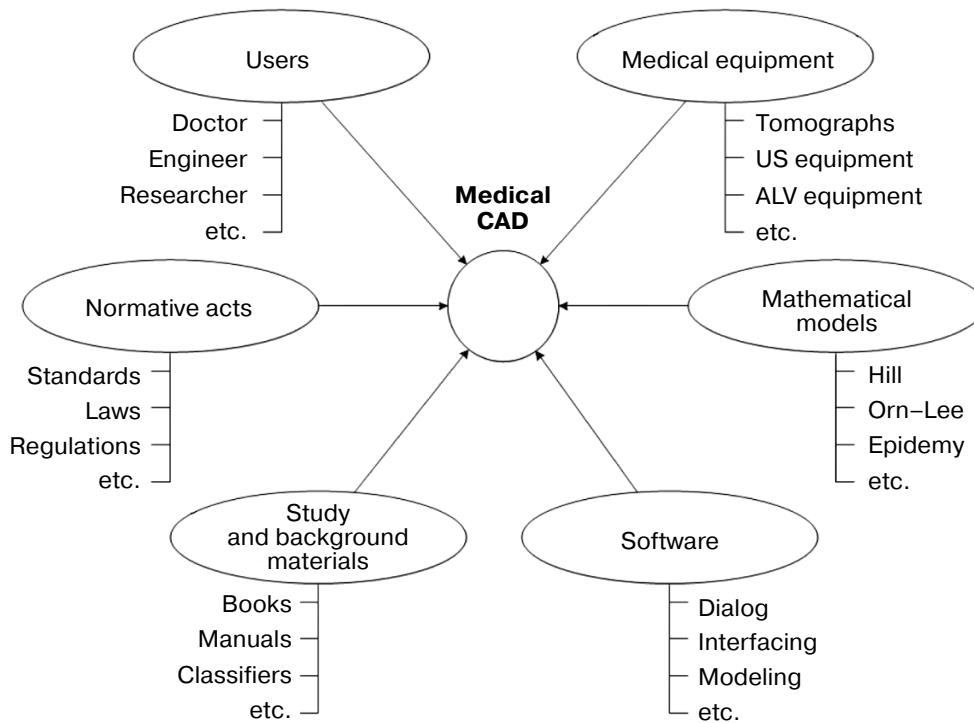 Users
Doctor
Engineer
Researcher
etc.
Medical equipment
Tomographs
US equipment
ALV equipment
etc.
Medical
CAD
Normative acts
Standards
Laws
Regulations
etc.
Mathematical
models
Hill
Orn–Lee
Epidemy
etc.
Study
and background
materials
Books
Manuals
Classifiers
etc.
Software
Dialog
Interfacing
Modeling
etc.